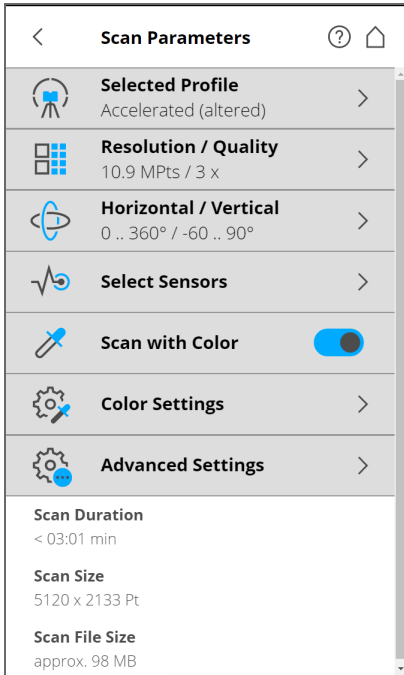 Scan Parameters
Selected Profile
Accelerated (altered)
Resolution / Quality
10.9 MPts / 3 x
Horizontal / Vertical
0 .. 360° / -60 .. 90°
Select Sensors
Scan with Color
Color Settings
Advanced Settings
Scan Duration
< 03:01 min
Scan Size
5120 x 2133 Pt
Scan File Size
approx. 98 MB